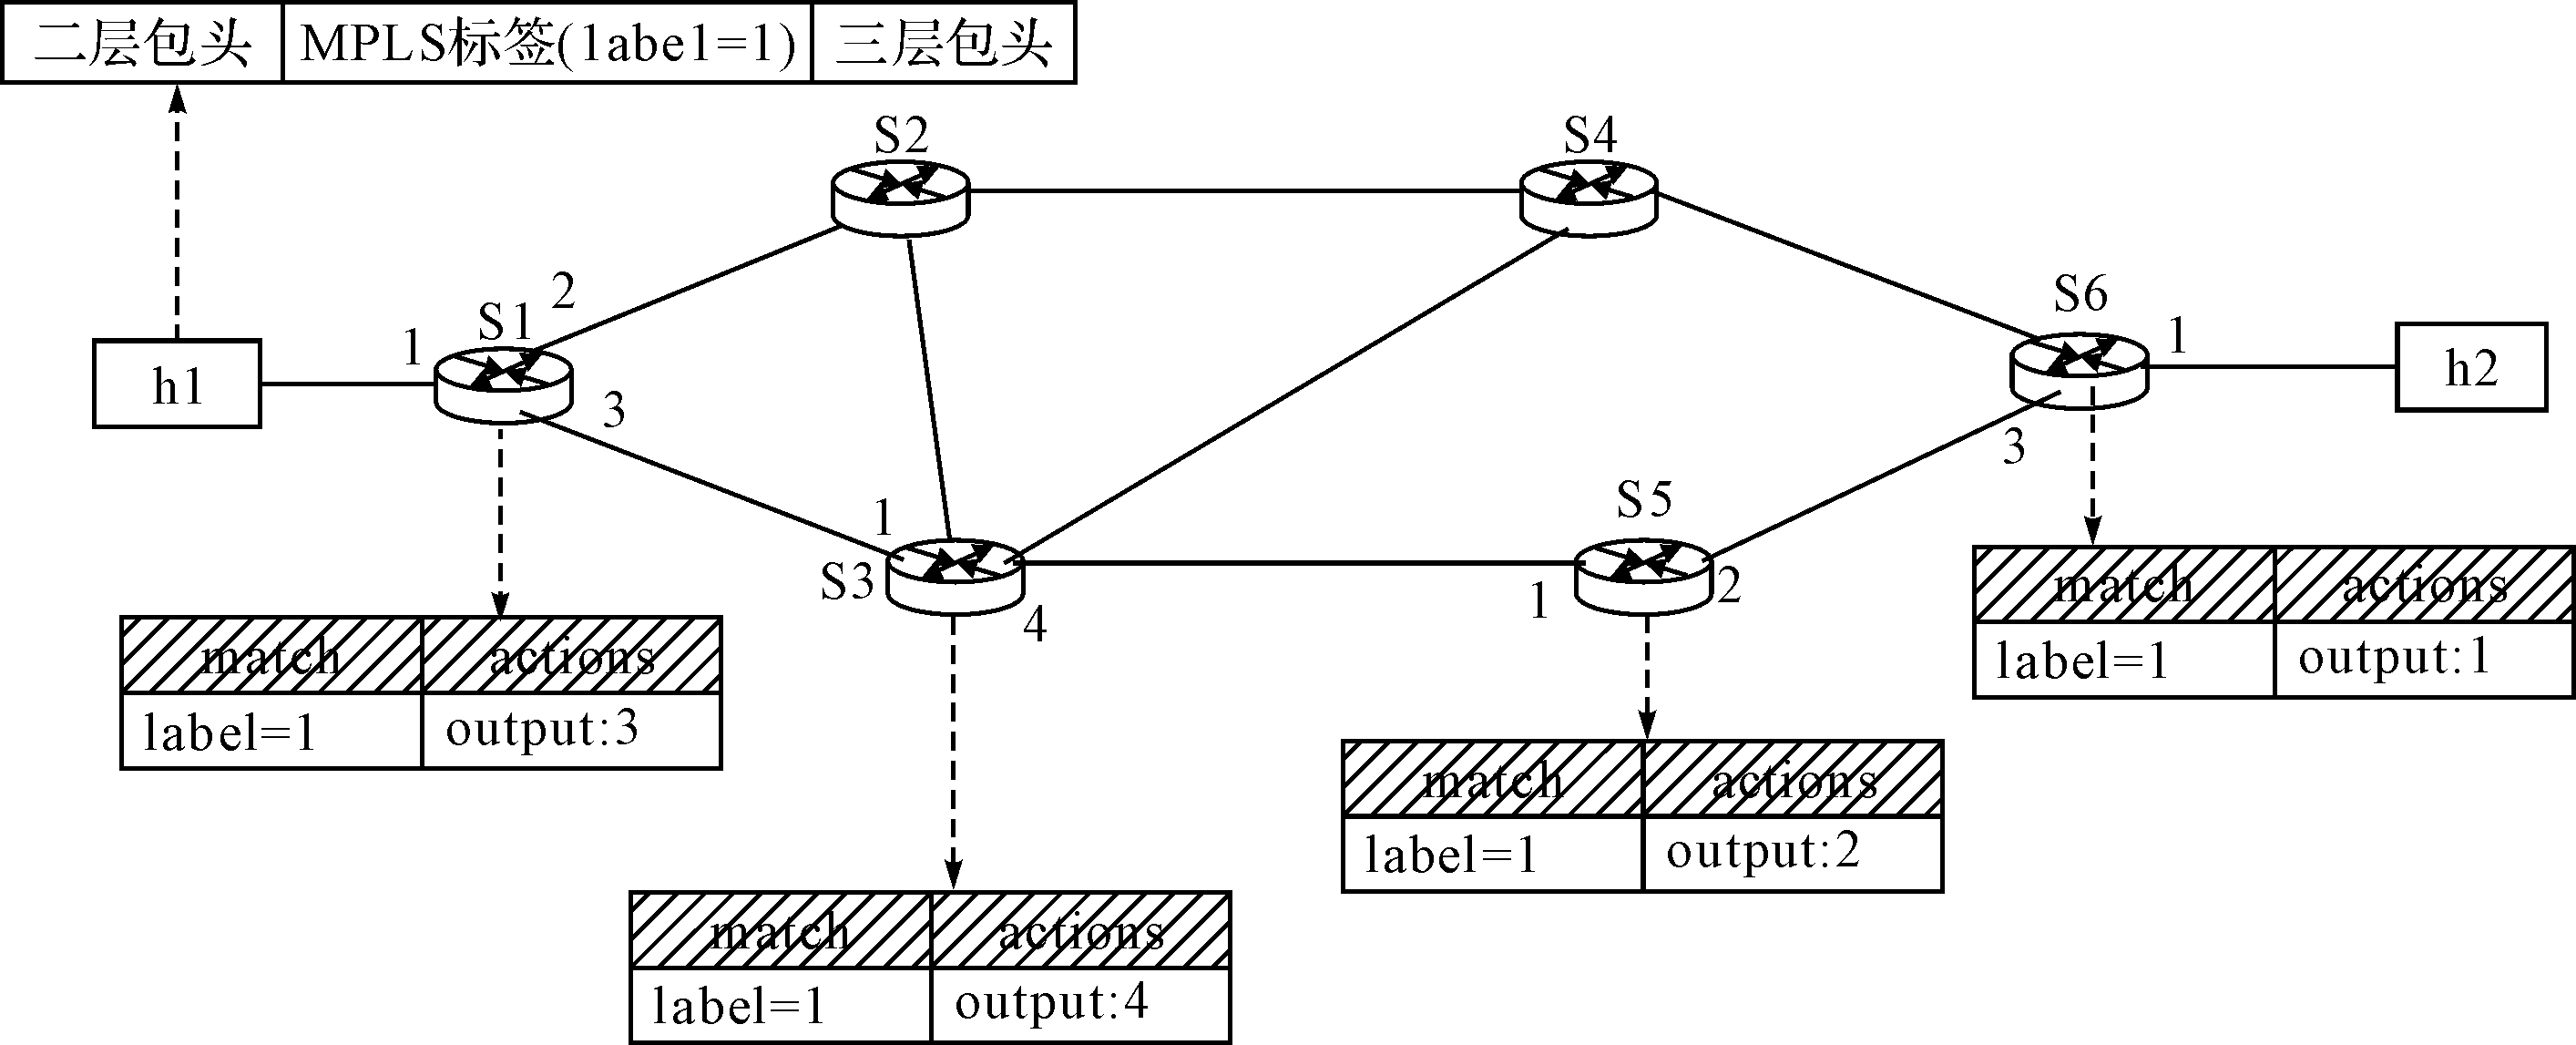 二层包头 MPLS标签(1abe1=1) 三层包头
S2
S4
2
S6
S1
1
1
h1
h2
3
3
1
S5
S3
1
2
4
match actions
label=1 output:1
match actions
label=1 output:3
match actions
label=1 output:2
match actions
label=1 output:4